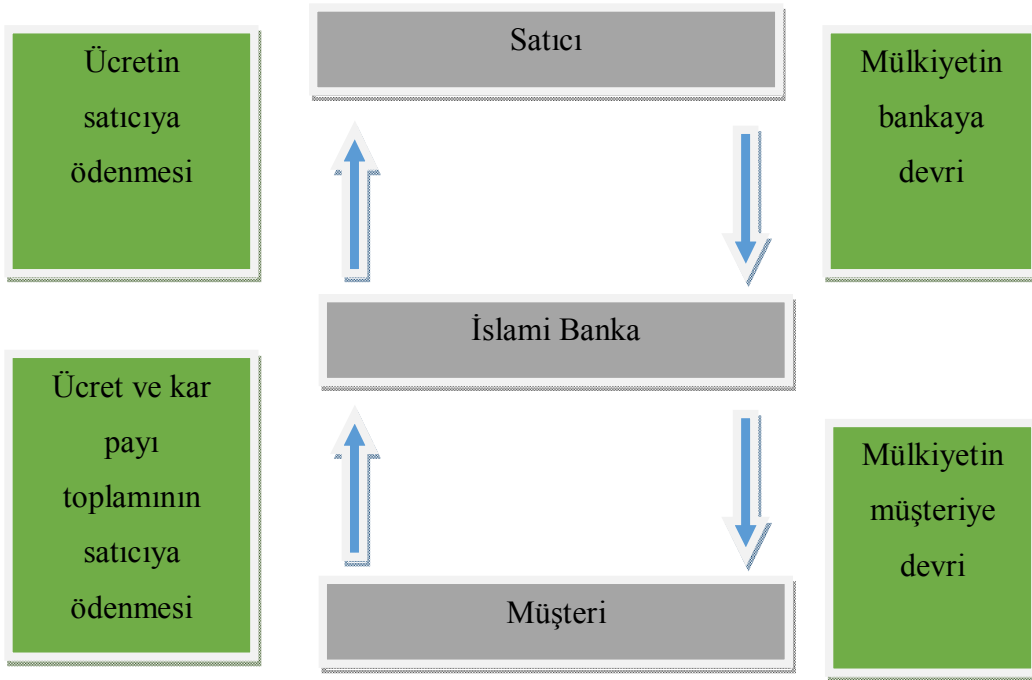 Satıcı
Ücretin
satıcıya
ödenmesi
Mülkiyetin
bankaya
devri
İslami Banka
Ücret ve kar
payı
toplamının
satıcıya
ödenmesi
Mülkiyetin
müşteriye
devri
Müşteri